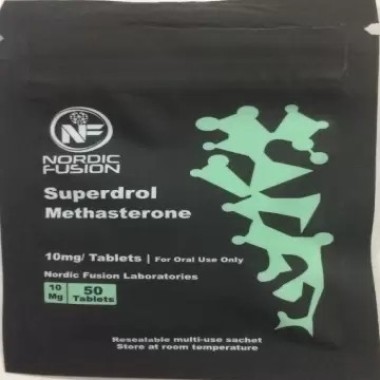 NF
NORDIC
FUSION
Superdrol
Methasterone
10mg/ Tablets | For Oral Use Only
Nordic Fusion Laboratories
10 Mg 50 Tablets
Resealable multi-use sachet
Store at room temperature